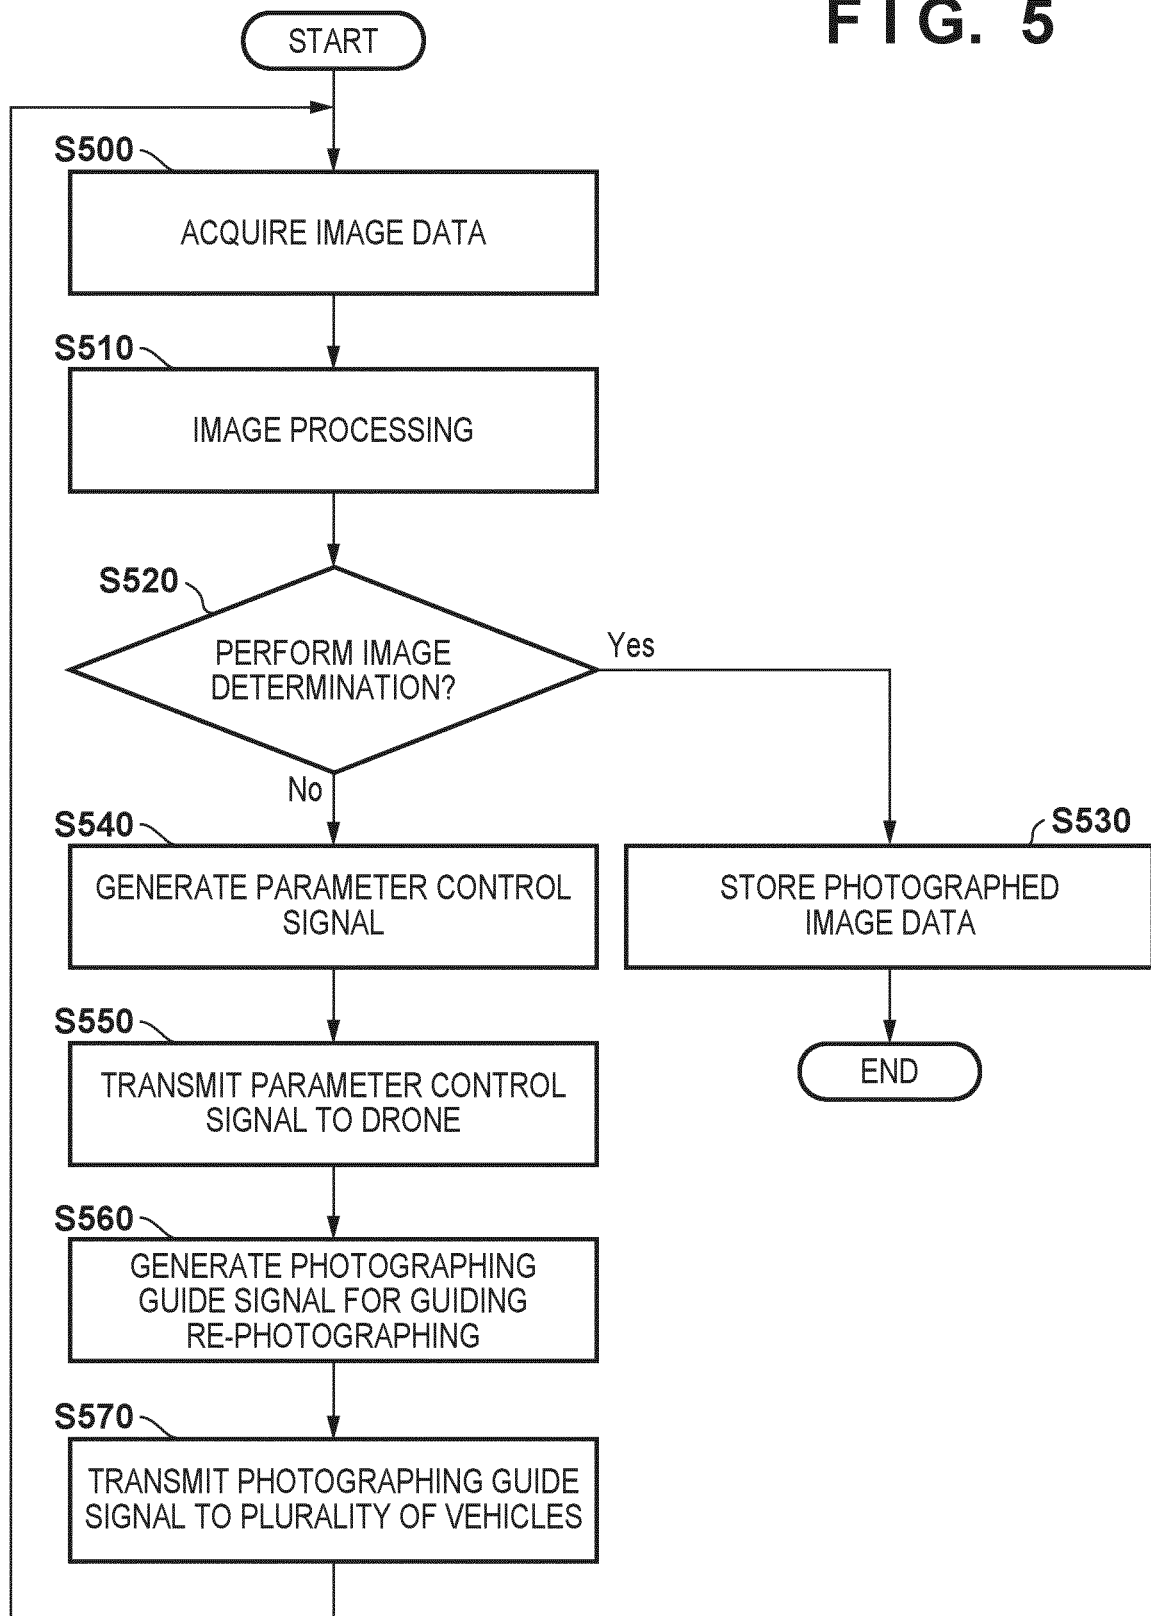 FIG. 5
START
S500
ACQUIRE IMAGE DATA
S510
IMAGE PROCESSING
S520
PERFORM IMAGE
DETERMINATION?
Yes
No
S540
GENERATE PARAMETER CONTROL
SIGNAL
S530
STORE PHOTOGRAPHED
IMAGE DATA
S550
TRANSMIT PARAMETER CONTROL
SIGNAL TO DRONE
END
S560
GENERATE PHOTOGRAPHING
GUIDE SIGNAL FOR GUIDING
RE-PHOTOGRAPHING
S570
TRANSMIT PHOTOGRAPHING GUIDE
SIGNAL TO PLURALITY OF VEHICLES